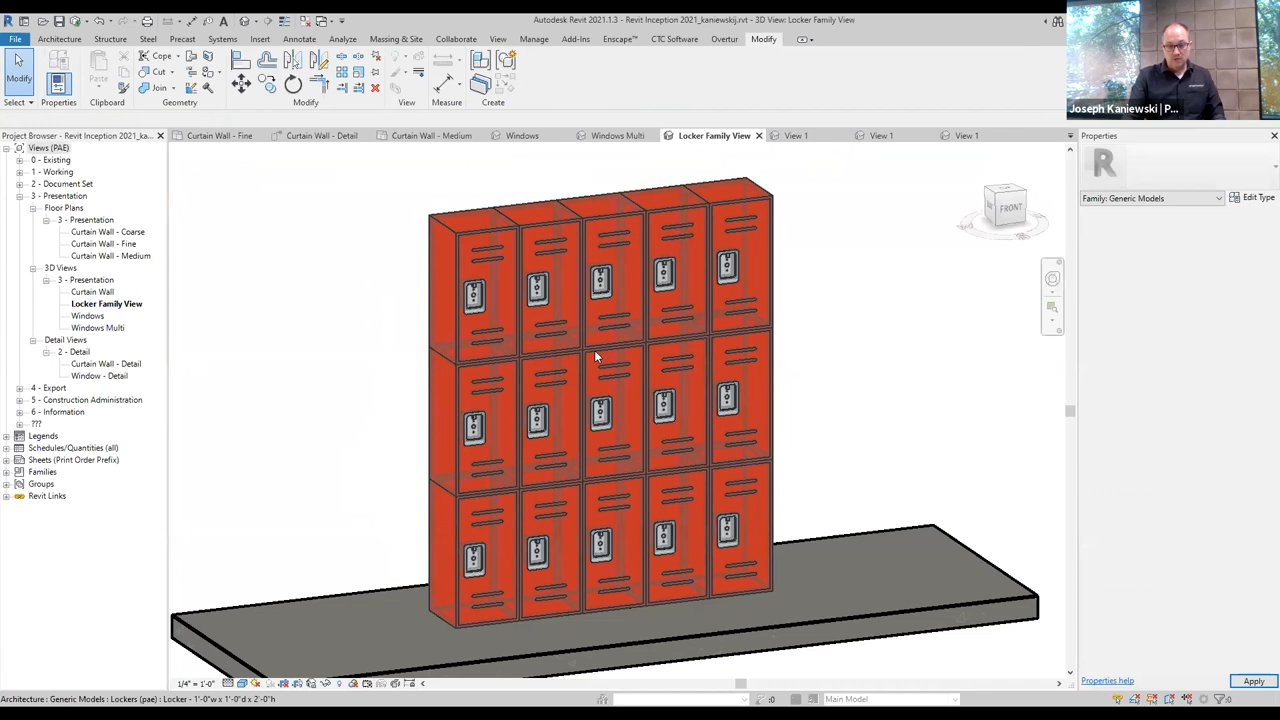 Autodesk Revit 2021.1.3 - Revit Inception 2021_kaniewskij.rvt - 3D View: Locker Family View
File Architecture Structure Steel Precast Systems Insert Annotate Analyze Massing & Site Collaborate View Manage Add-Ins Enscape™ CTC Software Overtur Modify
Modify
Properties
Paste
Cope
Cut
Join
Select Properties Clipboard Geometry Modify View Measure Create
Joseph Kaniewski | P...
Project Browser - Revit Inception 2021_ka...
Curtain Wall - Fine Curtain Wall - Detail Curtain Wall - Medium Windows Windows Multi Locker Family View View 1 View 1 View 1
Views (PAE)
0 - Existing
1 - Working
2 - Document Set
3 - Presentation
Floor Plans
3 - Presentation
Curtain Wall - Coarse
Curtain Wall - Fine
Curtain Wall - Medium
3D Views
3 - Presentation
Curtain Wall
Locker Family View
Windows
Windows Multi
Detail Views
2 - Detail
Curtain Wall - Detail
Window - Detail
4 - Export
5 - Construction Administration
6 - Information
???
Legends
Schedules/Quantities (all)
Sheets (Print Order Prefix)
Families
Groups
Revit Links
FRONT
Properties
R
Family: Generic Models
Edit Type
Properties help
Apply
1/4" = 1'-0"
Architecture : Generic Models : Lockers (pae) : Locker - 1'-0"w x 1'-0"d x 2'-0"h
:0
Main Model
:0